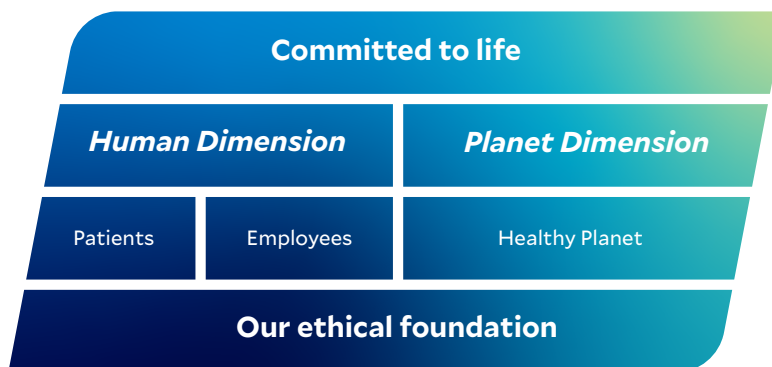 Committed to life
Human Dimension
Planet Dimension
Patients
Employees
Healthy Planet
Our ethical foundation